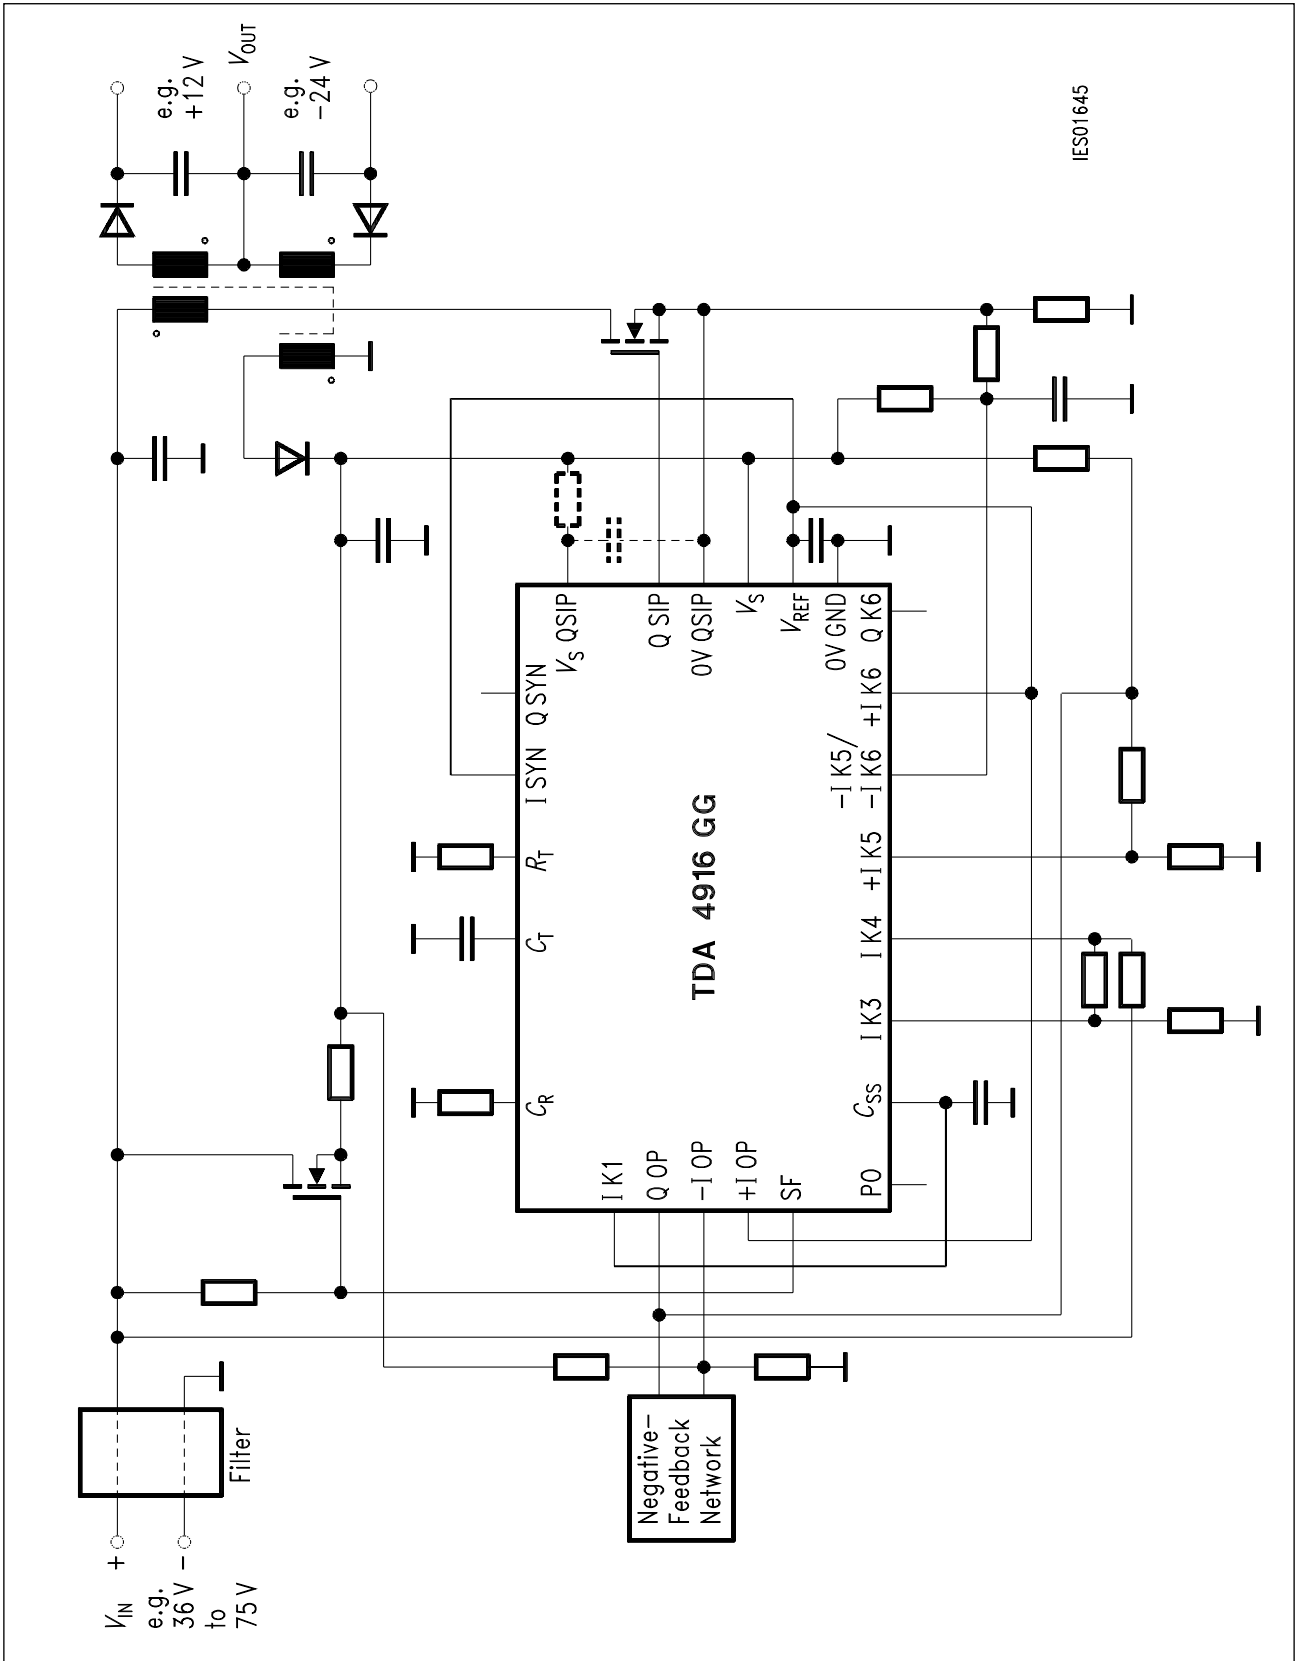 V_IN
+
e.g.
36 V
to
75 V
-
Filter
Negative-
Feedback
Network
I K1
Q OP
-I OP
+I OP
SF
C_R
C_T
R_T
I SYN
Q SYN
TDA 4916 GG
PO
C_SS
I K3
I K4
+I K5
-I K5/
-I K6
+I K6
Q K6
V_S QSIP
Q SIP
0V QSIP
V_S
V_REF
0V GND
e.g.
+12 V
V_OUT
e.g.
-24 V
IES01645